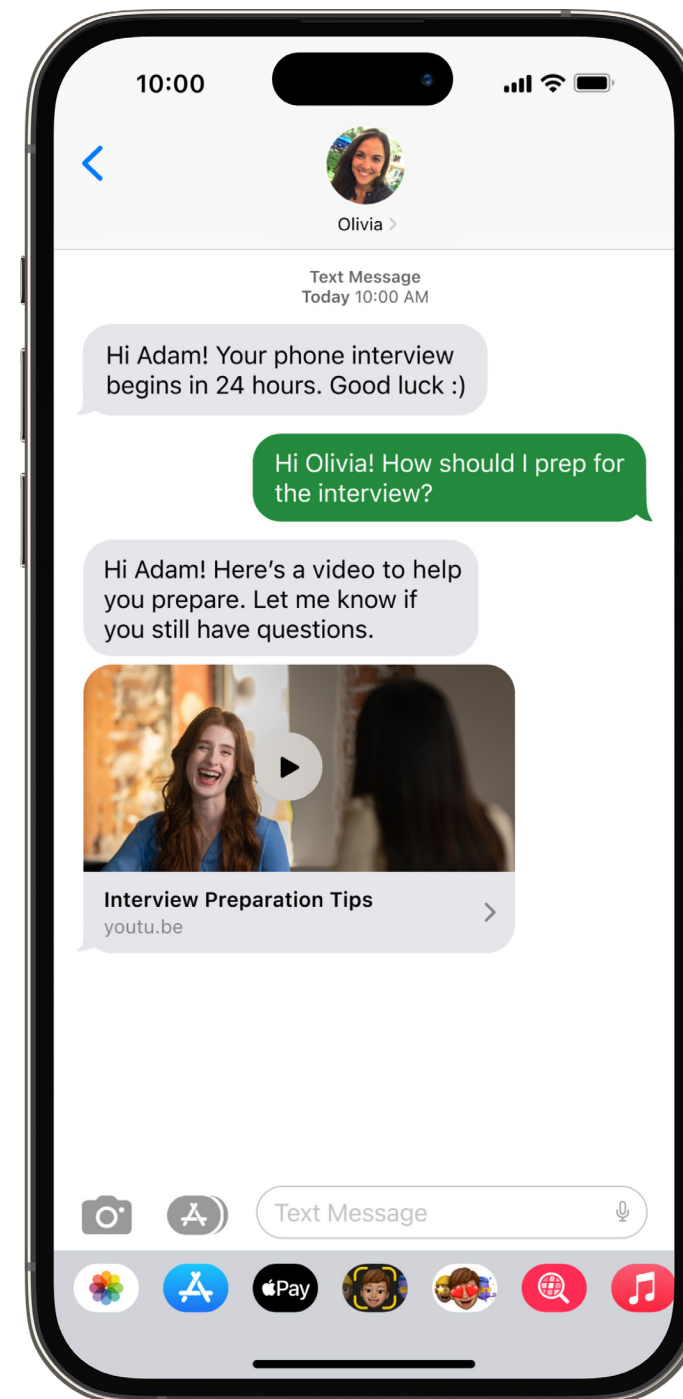 10:00
Olivia
Text Message
Today 10:00 AM
Hi Adam! Your phone interview
begins in 24 hours. Good luck :)
Hi Olivia! How should I prep for
the interview?
Hi Adam! Here’s a video to help
you prepare. Let me know if
you still have questions.
Interview Preparation Tips
youtu.be
Text Message
Pay